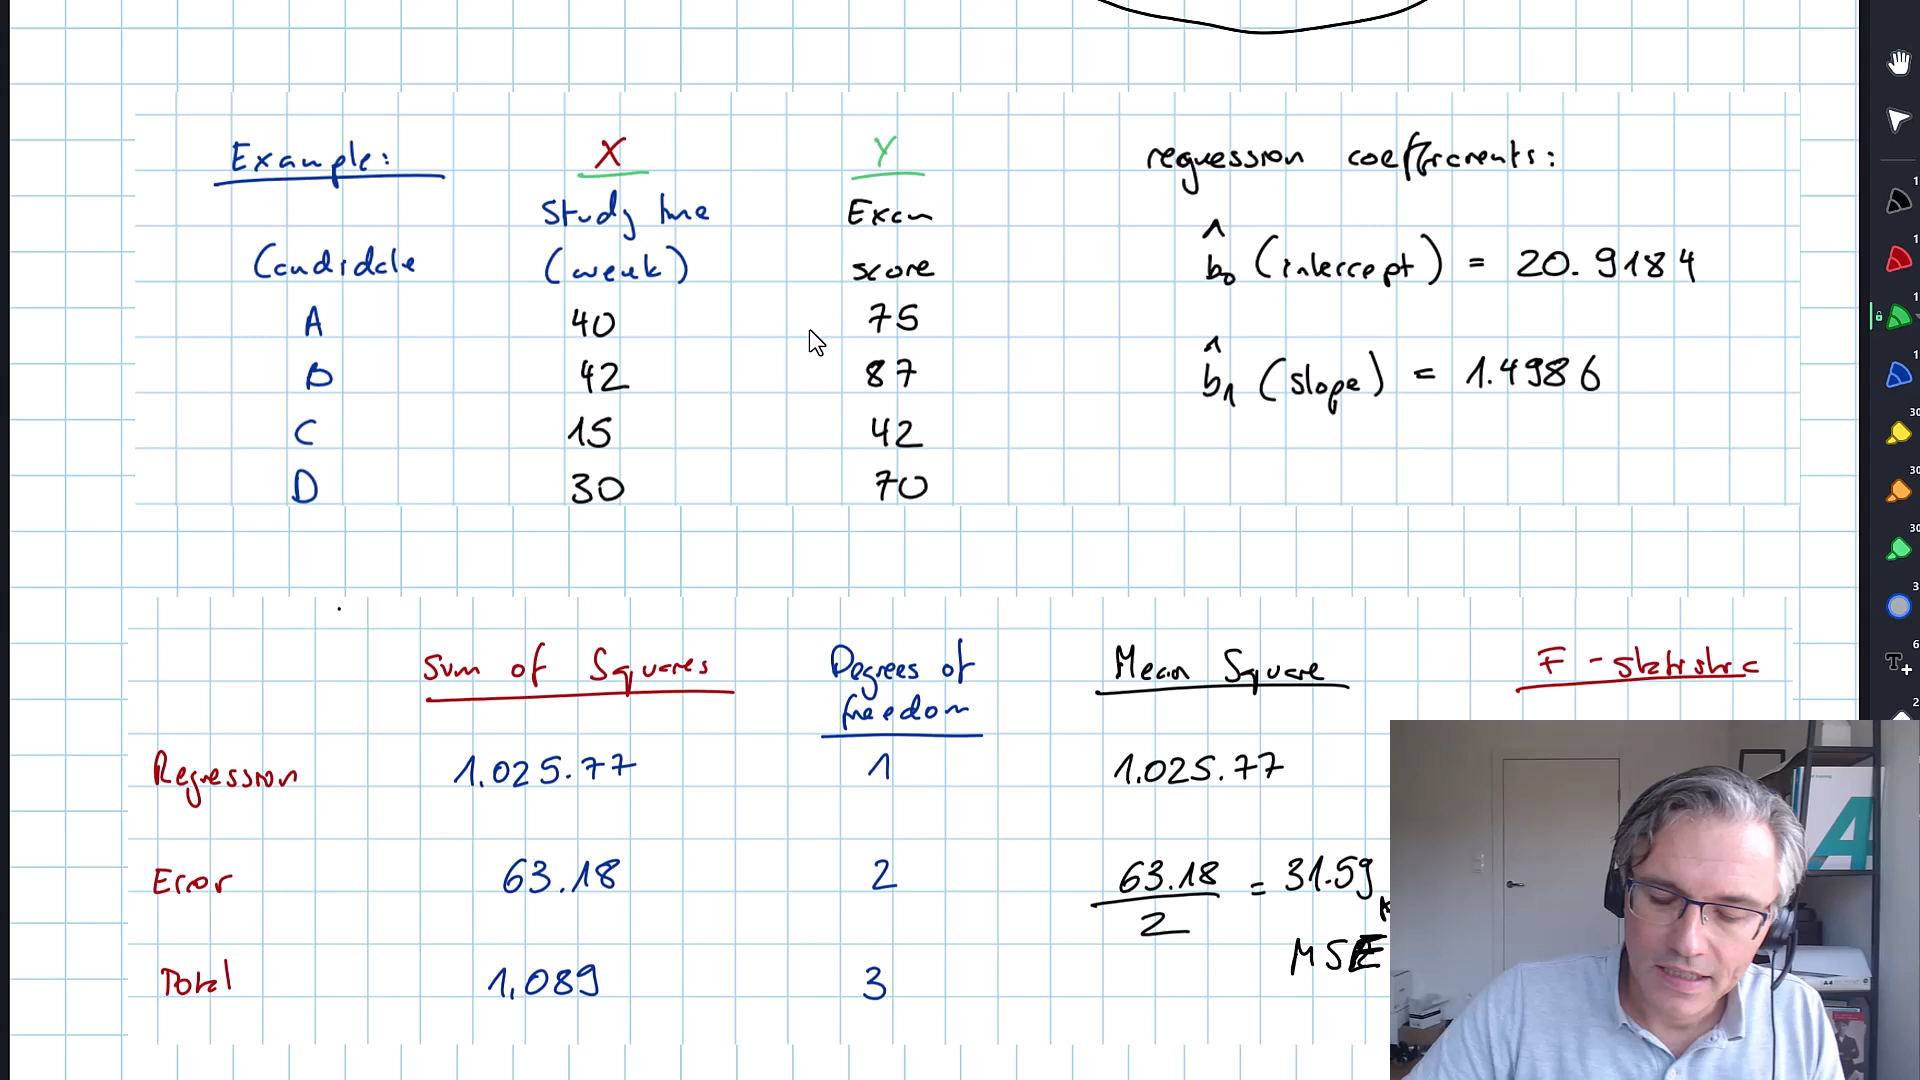 Example: X Y regression coefficients:
Study time Exam
Candidate (week) score b̂0 (intercept) = 20.9184
A 40 75
B 42 87 b̂1 (slope) = 1.4986
C 15 42
D 30 70
Sum of Squares Degrees of freedom Mean Square F-statistic
Regression 1,025.77 1 1.025.77
Error 63.18 2 63.18 / 2 = 31.59
MSE
Total 1,089 3